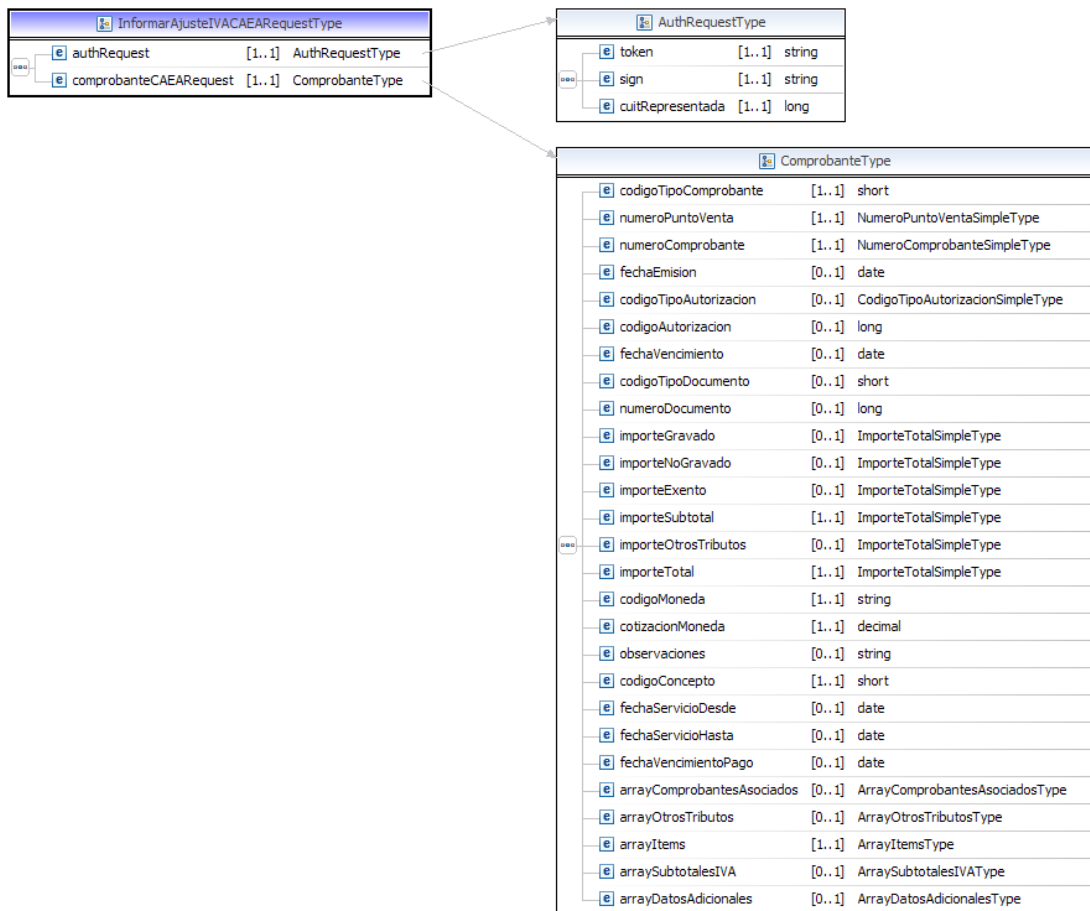 InformarAjusteIVACAEARequestType
authRequest [1..1] AuthRequestType
comprobanteCAEARequest [1..1] ComprobanteType
AuthRequestType
token [1..1] string
sign [1..1] string
cuitRepresentada [1..1] long
ComprobanteType
codigoTipoComprobante [1..1] short
numeroPuntoVenta [1..1] NumeroPuntoVentaSimpleType
numeroComprobante [1..1] NumeroComprobanteSimpleType
fechaEmision [0..1] date
codigoTipoAutorizacion [0..1] CodigoTipoAutorizacionSimpleType
codigoAutorizacion [0..1] long
fechaVencimiento [0..1] date
codigoTipoDocumento [0..1] short
numeroDocumento [0..1] long
importeGravado [0..1] ImporteTotalSimpleType
importeNoGravado [0..1] ImporteTotalSimpleType
importeExento [0..1] ImporteTotalSimpleType
importeSubtotal [1..1] ImporteTotalSimpleType
importeOtrosTributos [0..1] ImporteTotalSimpleType
importeTotal [1..1] ImporteTotalSimpleType
codigoMoneda [1..1] string
cotizacionMoneda [1..1] decimal
observaciones [0..1] string
codigoConcepto [1..1] short
fechaServicioDesde [0..1] date
fechaServicioHasta [0..1] date
fechaVencimientoPago [0..1] date
arrayComprobantesAsociados [0..1] ArrayComprobantesAsociadosType
arrayOtrosTributos [0..1] ArrayOtrosTributosType
arrayItems [1..1] ArrayItemsType
arraySubtotalesIVA [0..1] ArraySubtotalesIVAType
arrayDatosAdicionales [0..1] ArrayDatosAdicionalesType